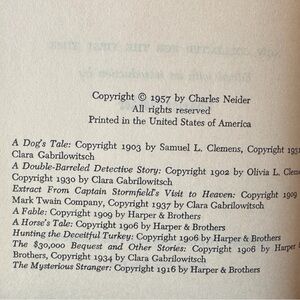 Copyright © 1957 by Charles Neider
All rights reserved
Printed in the United States of America
A Dog's Tale: Copyright 1903 by Samuel L. Clemens, Copyright 1931
Clara Gabrilowitsch
A Double-Barreled Detective Story: Copyright 1902 by Olivia L. Clem
Copyright 1930 by Clara Gabrilowitsch
Extract From Captain Stormfield's Visit to Heaven: Copyright 1909
Mark Twain Company, Copyright 1937 by Clara Gabrilowitsch
A Fable: Copyright 1909 by Harper & Brothers
A Horse's Tale: Copyright 1906 by Harper & Brothers
Hunting the Deceitful Turkey: Copyright 1906 by Harper & Brothers
The $30,000 Bequest and Other Stories: Copyright 1906 by Harper &
Brothers, Copyright 1934 by Clara Gabrilowitsch
The Mysterious Stranger: Copyright 1916 by Harper & Brothers